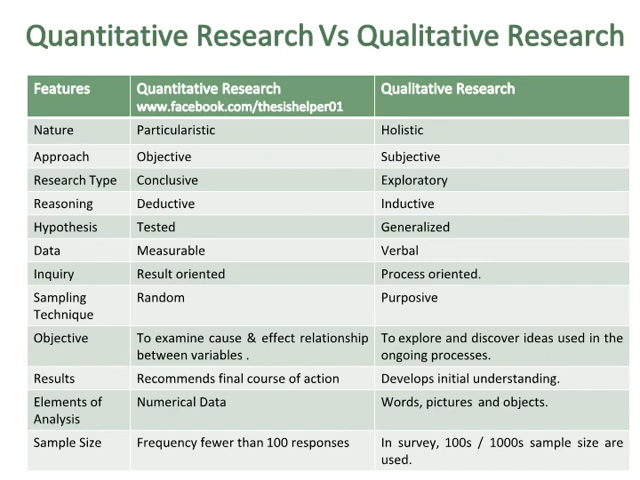 Quantitative Research Vs Qualitative Research
Features Quantitative Research Qualitative Research
www.facebook.com/thesishelper01
Nature Particularistic Holistic
Approach Objective Subjective
Research Type Conclusive Exploratory
Reasoning Deductive Inductive
Hypothesis Tested Generalized
Data Measurable Verbal
Inquiry Result oriented Process oriented.
Sampling Random Purposive
Technique
Objective To examine cause & effect relationship To explore and discover ideas used in the
between variables . ongoing processes.
Results Recommends final course of action Develops initial understanding.
Elements of Numerical Data Words, pictures and objects.
Analysis
Sample Size Frequency fewer than 100 responses In survey, 100s / 1000s sample size are
used.